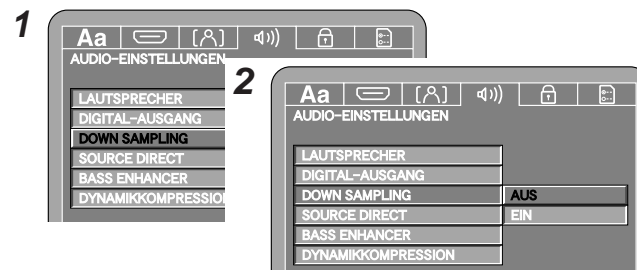 1
Aa
AUDIO-EINSTELLUNGEN
LAUTSPRECHER
DIGITAL-AUSGANG
DOWN SAMPLING
SOURCE DIRECT
BASS ENHANCER
DYNAMIKKOMPRESSION
2
Aa
AUDIO-EINSTELLUNGEN
LAUTSPRECHER
DIGITAL-AUSGANG
DOWN SAMPLING AUS
SOURCE DIRECT EIN
BASS ENHANCER
DYNAMIKKOMPRESSION